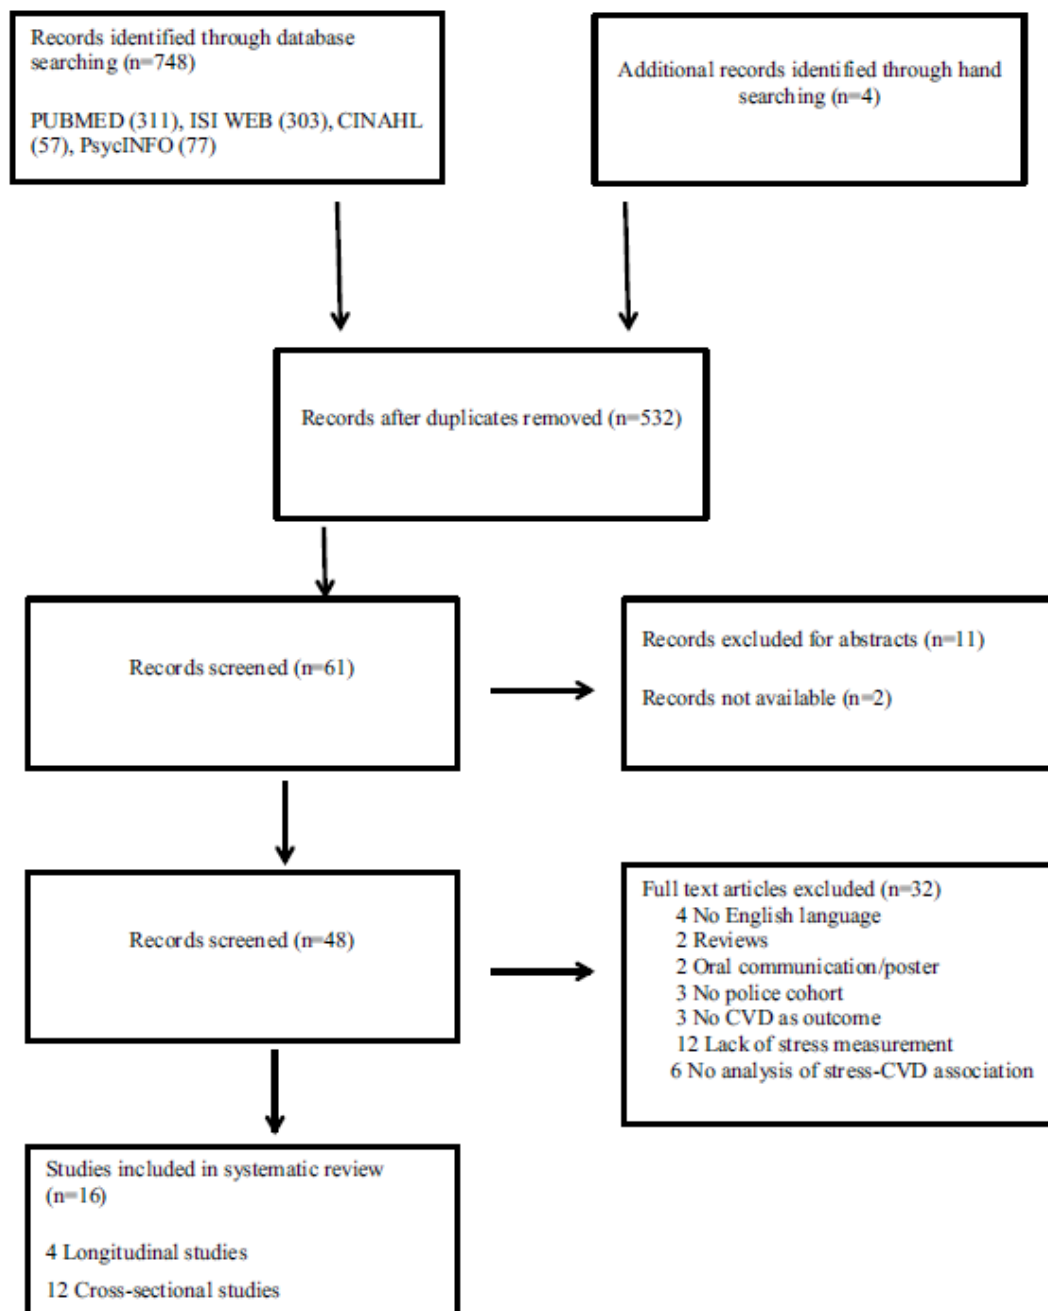 Records identified through database
searching (n=748)
PUBMED (311), ISI WEB (303), CINAHL
(57), PsycINFO (77)
Additional records identified through hand
searching (n=4)
Records after duplicates removed (n=532)
Records screened (n=61)
Records excluded for abstracts (n=11)
Records not available (n=2)
Records screened (n=48)
Full text articles excluded (n=32)
4 No English language
2 Reviews
2 Oral communication/poster
3 No police cohort
3 No CVD as outcome
12 Lack of stress measurement
6 No analysis of stress-CVD association
Studies included in systematic review
(n=16)
4 Longitudinal studies
12 Cross-sectional studies